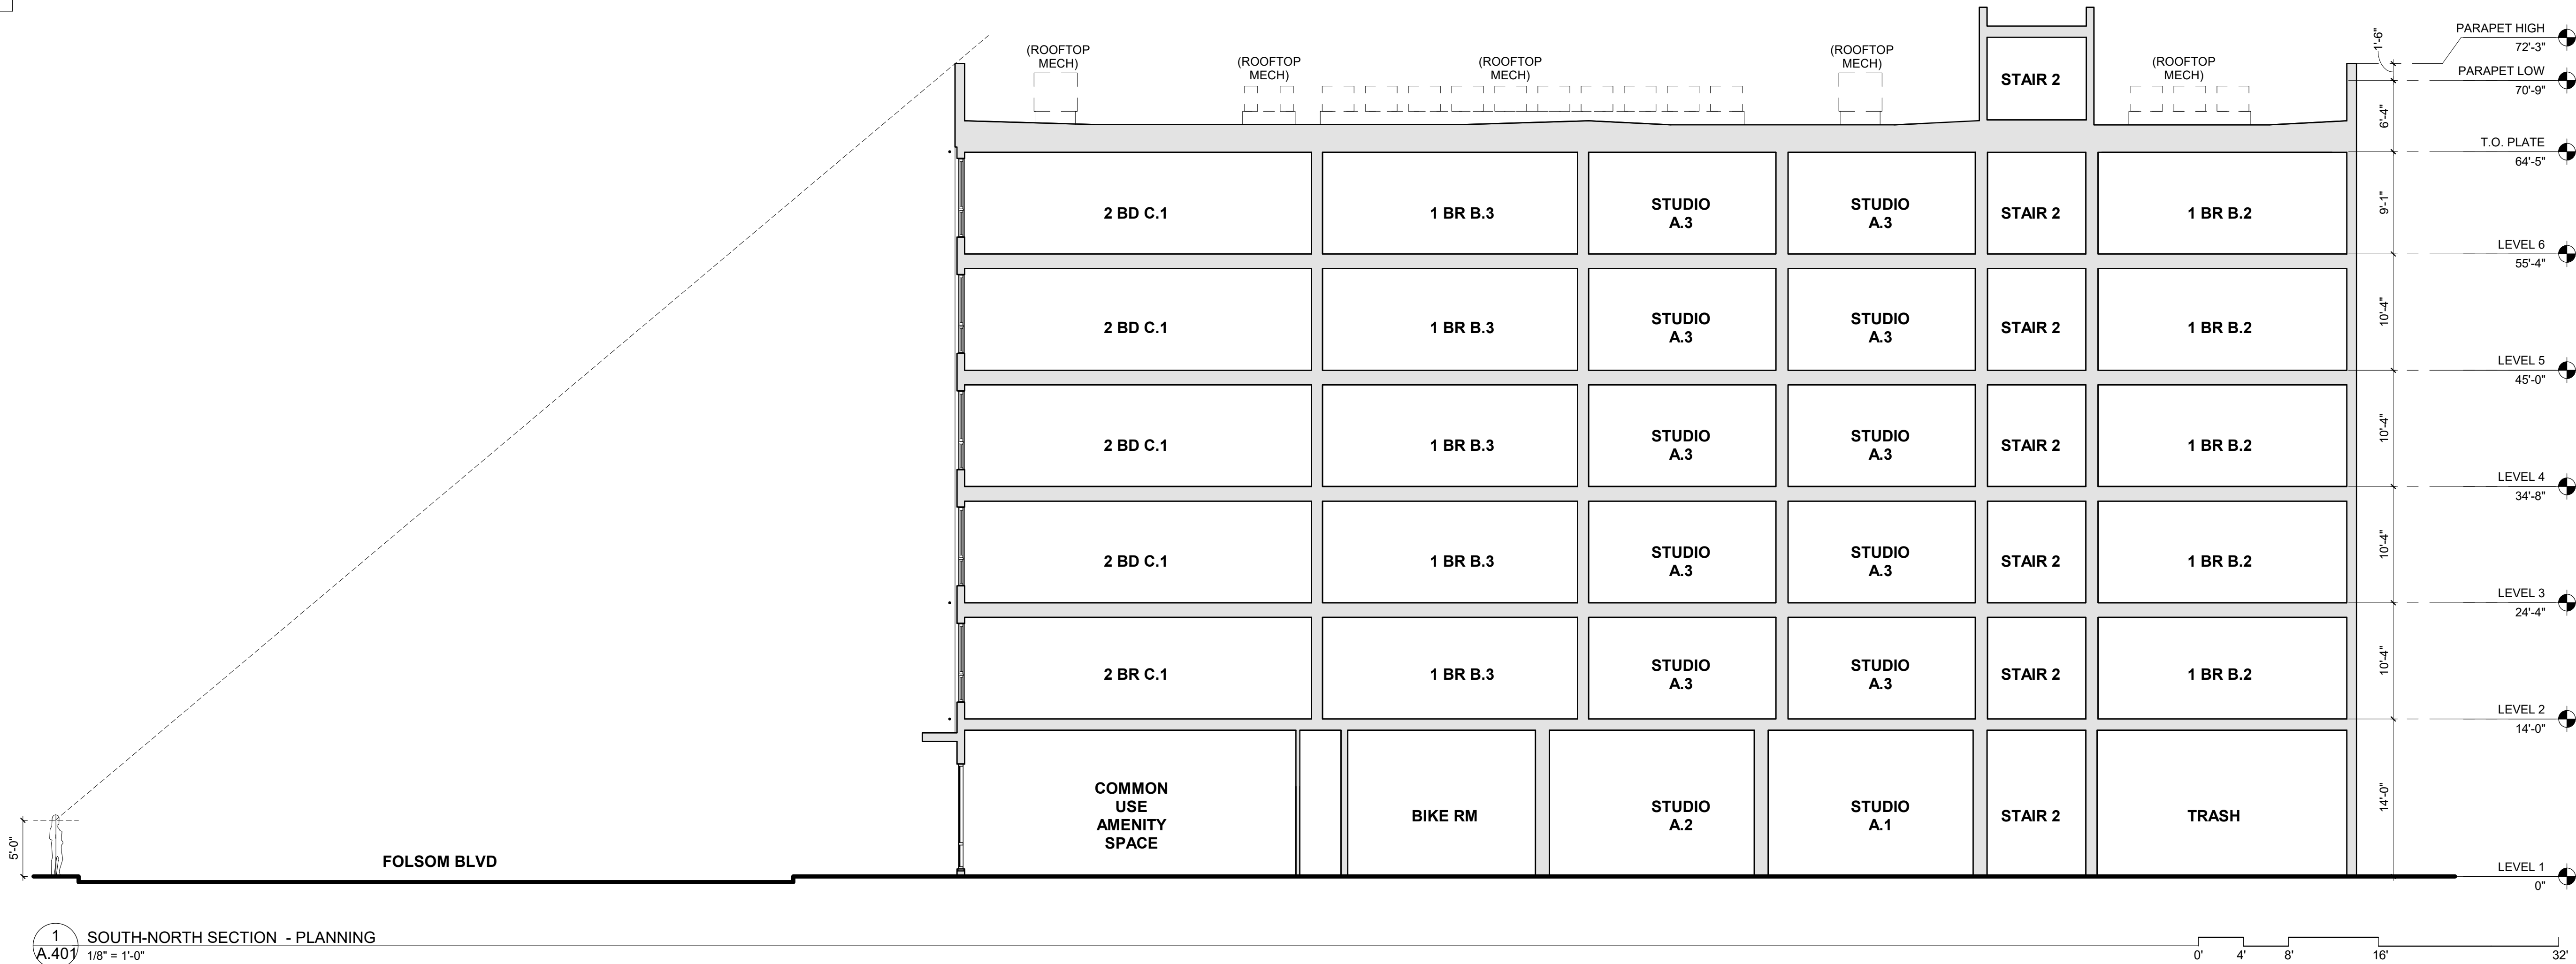 PARAPET HIGH
72'-3"
1'-6"
(ROOFTOP
MECH)
(ROOFTOP
MECH)
(ROOFTOP
MECH)
(ROOFTOP
MECH)
STAIR 2
(ROOFTOP
MECH)
PARAPET LOW
70'-9"
6'-4"
T.O. PLATE
64'-5"
2 BD C.1
1 BR B.3
STUDIO
A.3
STUDIO
A.3
STAIR 2
1 BR B.2
9'-1"
LEVEL 6
55'-4"
2 BD C.1
1 BR B.3
STUDIO
A.3
STUDIO
A.3
STAIR 2
1 BR B.2
10'-4"
LEVEL 5
45'-0"
2 BD C.1
1 BR B.3
STUDIO
A.3
STUDIO
A.3
STAIR 2
1 BR B.2
10'-4"
LEVEL 4
34'-8"
2 BD C.1
1 BR B.3
STUDIO
A.3
STUDIO
A.3
STAIR 2
1 BR B.2
10'-4"
LEVEL 3
24'-4"
2 BR C.1
1 BR B.3
STUDIO
A.3
STUDIO
A.3
STAIR 2
1 BR B.2
10'-4"
LEVEL 2
14'-0"
5'-0"
FOLSOM BLVD
COMMON
USE
AMENITY
SPACE
BIKE RM
STUDIO
A.2
STUDIO
A.1
STAIR 2
TRASH
14'-0"
LEVEL 1
0"
1
A.401
SOUTH-NORTH SECTION - PLANNING
1/8" = 1'-0"
0' 4' 8' 16' 32'